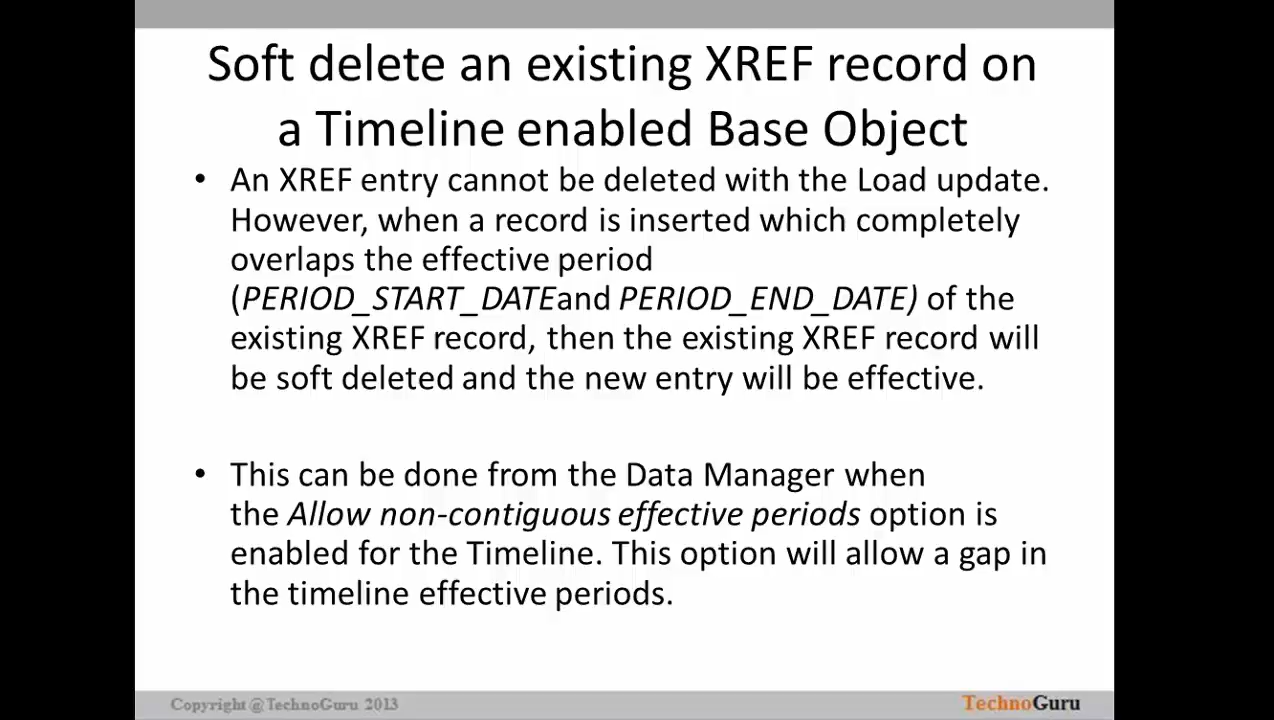 Soft delete an existing XREF record on
a Timeline enabled Base Object
• An XREF entry cannot be deleted with the Load update.
However, when a record is inserted which completely
overlaps the effective period
(PERIOD_START_DATEand PERIOD_END_DATE) of the
existing XREF record, then the existing XREF record will
be soft deleted and the new entry will be effective.
• This can be done from the Data Manager when
the Allow non-contiguous effective periods option is
enabled for the Timeline. This option will allow a gap in
the timeline effective periods.
Copyright @TechnoGuru 2013
TechnoGuru